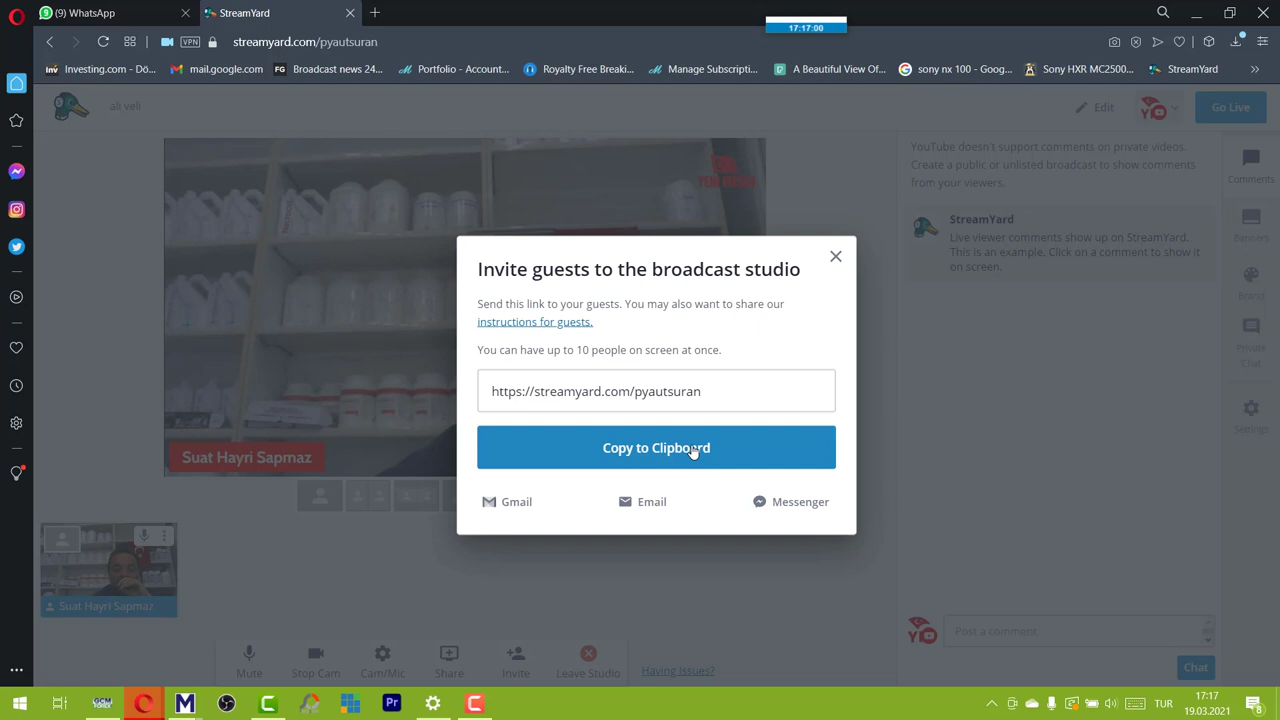 WhatsApp
StreamYard
17:17:00
VPN
streamyard.com/pyautsuran
Investing.com - Dö...
mail.google.com
Broadcast news 24...
Portfolio - Account...
Royalty Free Breaki...
Manage Subscripti...
A Beautiful View Of...
sony nx 100 - Goog...
Sony HXR MC2500...
StreamYard
ali veli
Edit
Go Live
YouTube doesn't support comments on private videos.
Create a public or unlisted broadcast to show comments
from your viewers.
Comments
StreamYard
Live viewer comments show up on StreamYard.
This is an example. Click on a comment to show it
on screen.
Banners
Brand
Private
Chat
Settings
Invite guests to the broadcast studio
Send this link to your guests. You may also want to share our
instructions for guests.
You can have up to 10 people on screen at once.
https://streamyard.com/pyautsuran
Copy to Clipboard
Gmail
Email
Messenger
Suat Hayri Sapmaz
Suat Hayri Sapmaz
Post a comment
Chat
Mute
Stop Cam
Cam/Mic
Share
Invite
Leave Studio
Having issues?
TUR
17:17
19.03.2021
8